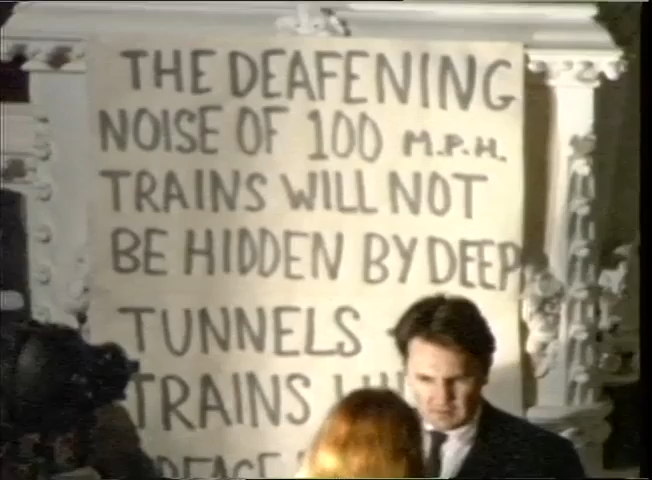 THE DEAFENING
NOISE OF 100 M.P.H.
TRAINS WILL NOT
BE HIDDEN BY DEEP
TUNNELS
TRAINS